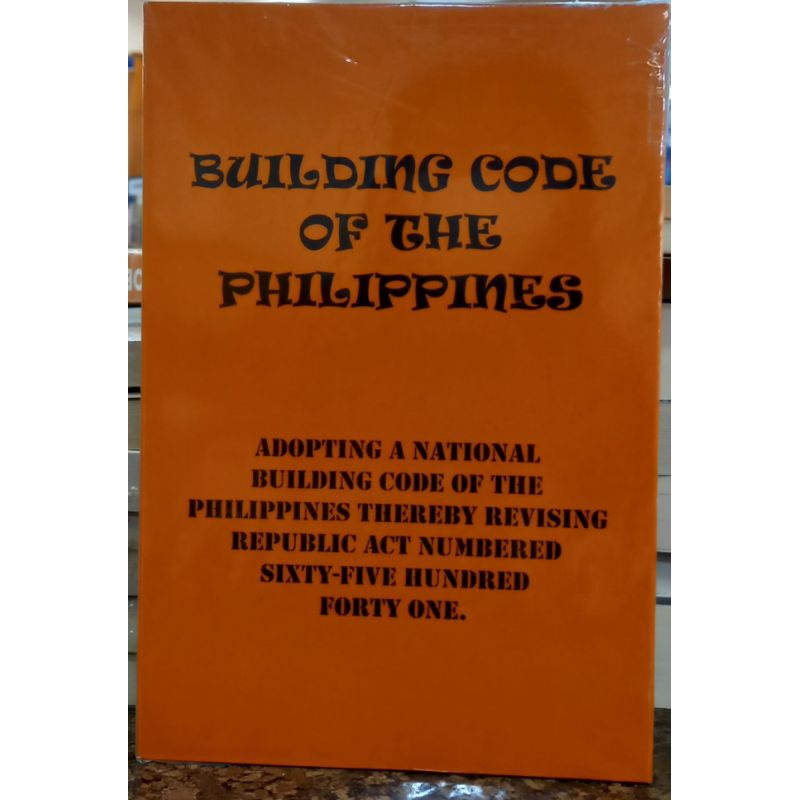 BUILDING CODE
OF THE
PHILIPPINES
ADOPTING A NATIONAL
BUILDING CODE OF THE
PHILIPPINES THEREBY REVISING
REPUBLIC ACT NUMBERED
SIXTY-FIVE HUNDRED
FORTY ONE.